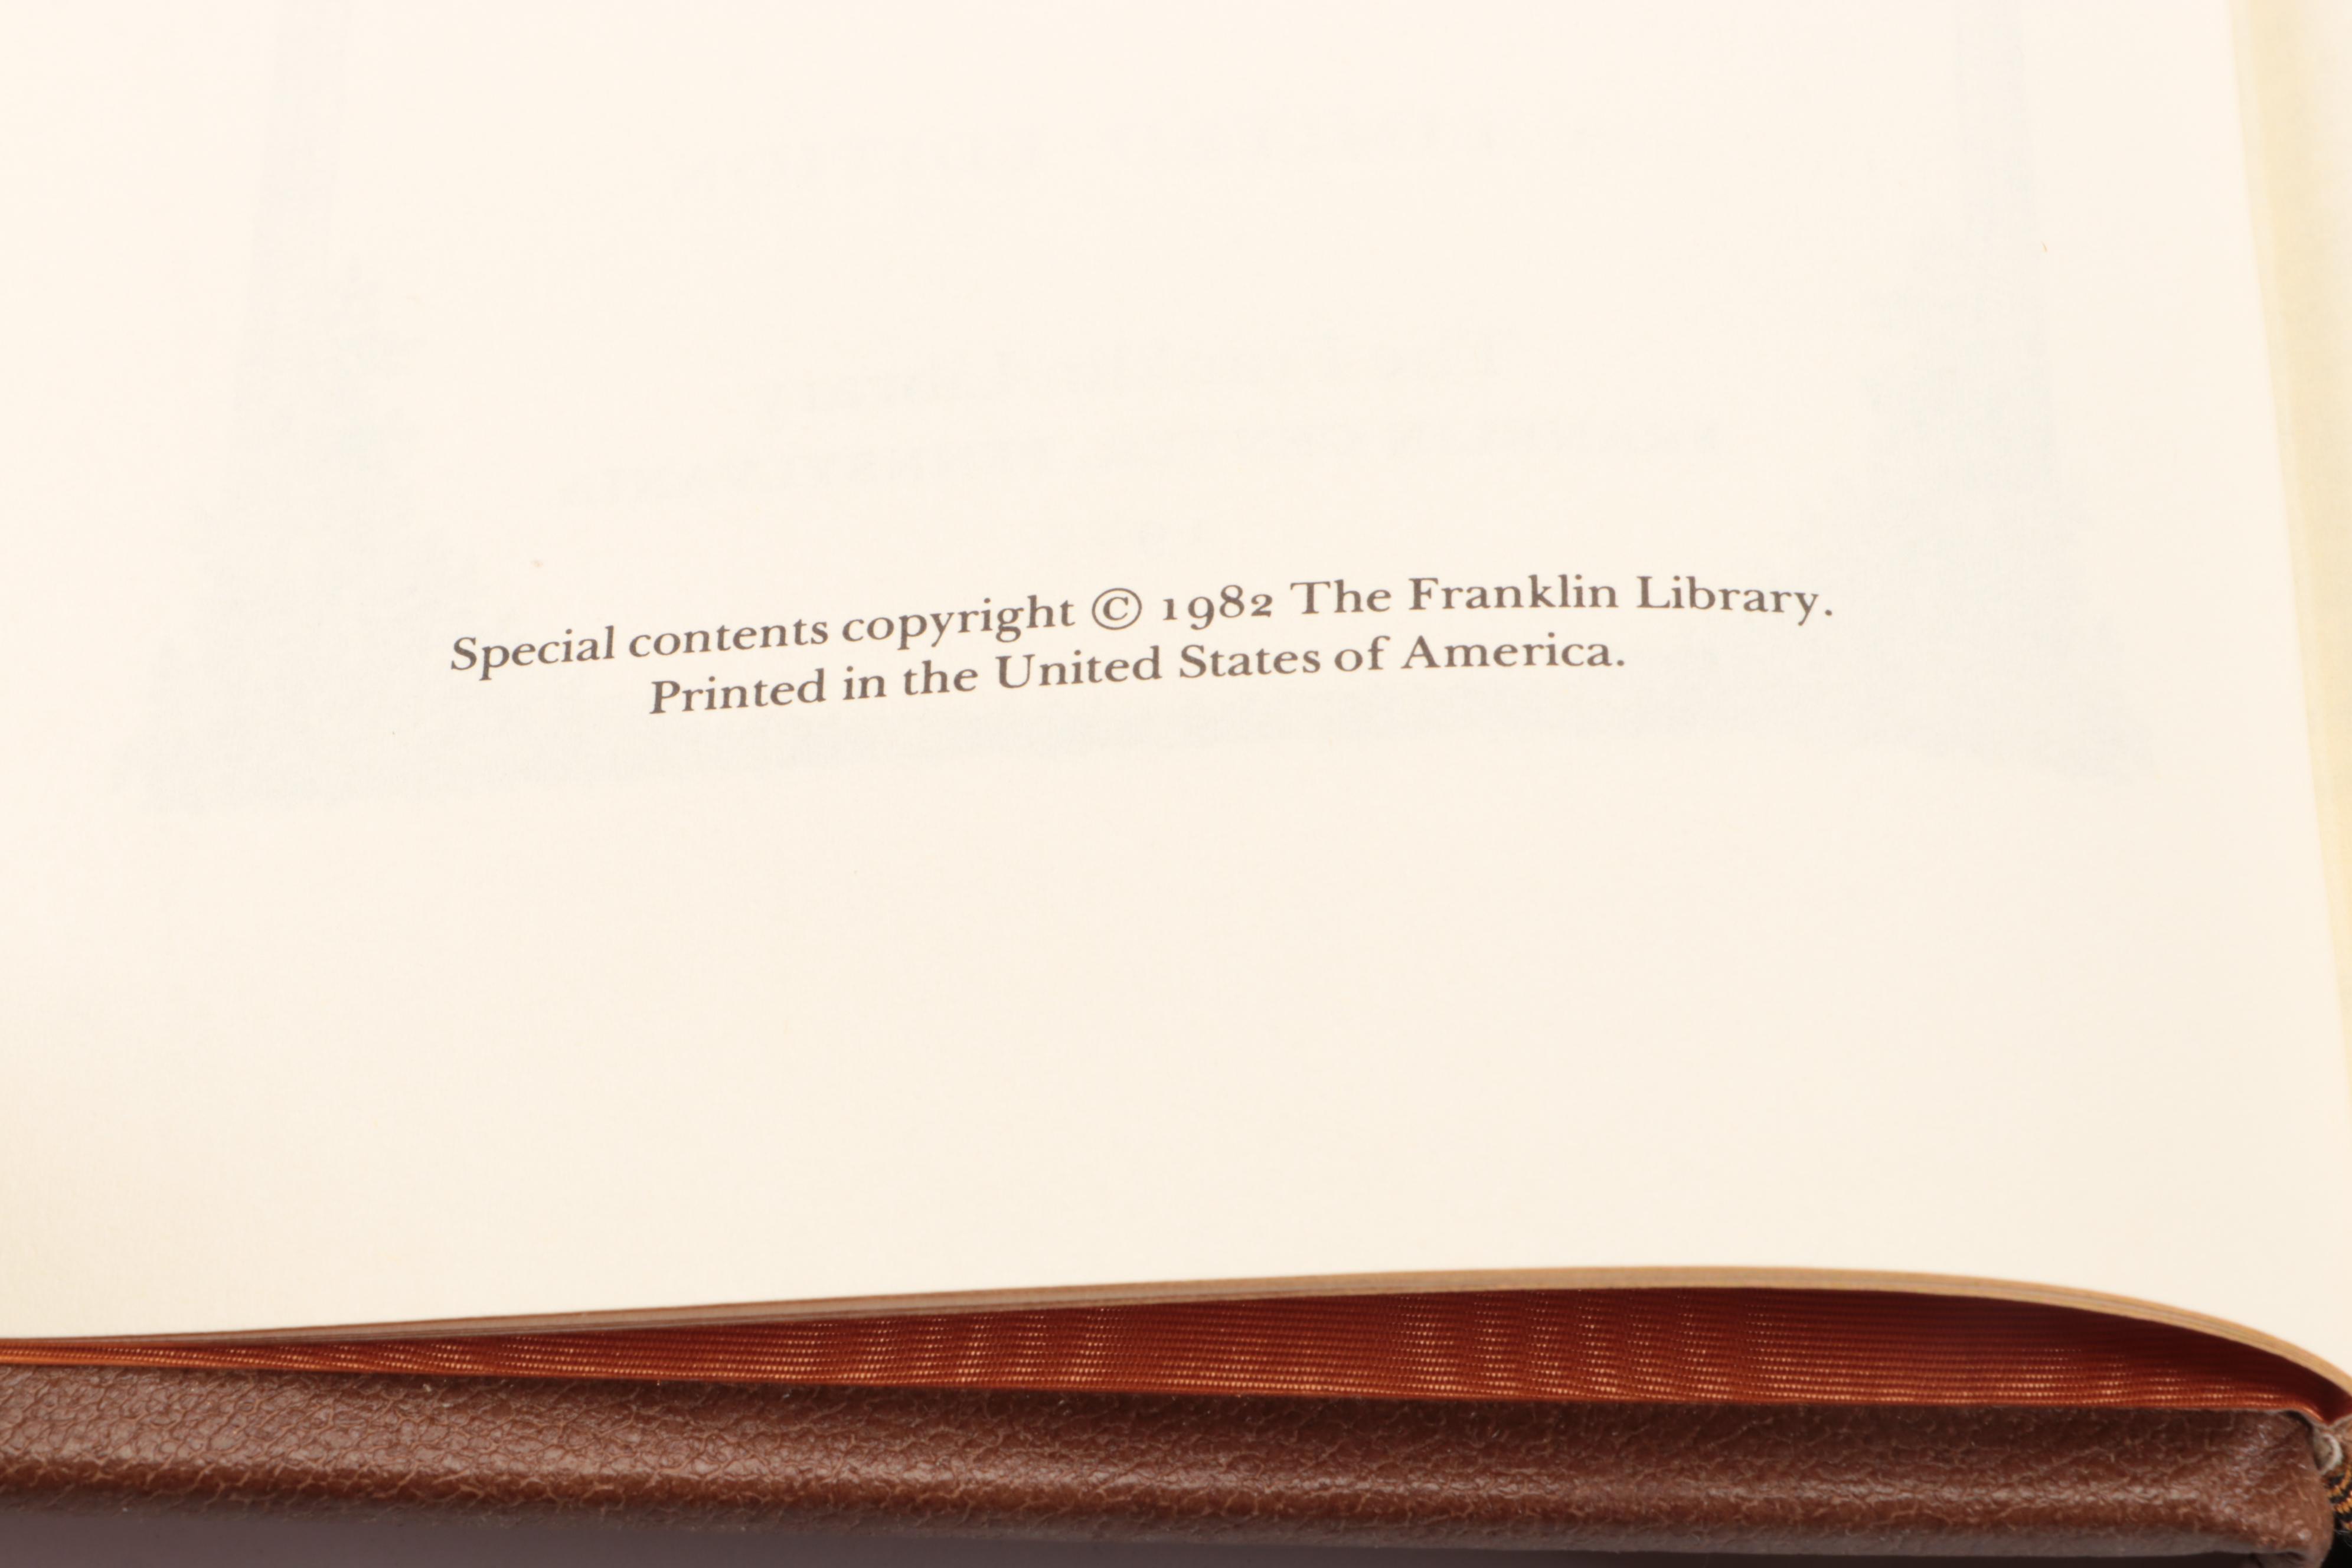 Special contents copyright © 1982 The Franklin Library.
Printed in the United States of America.